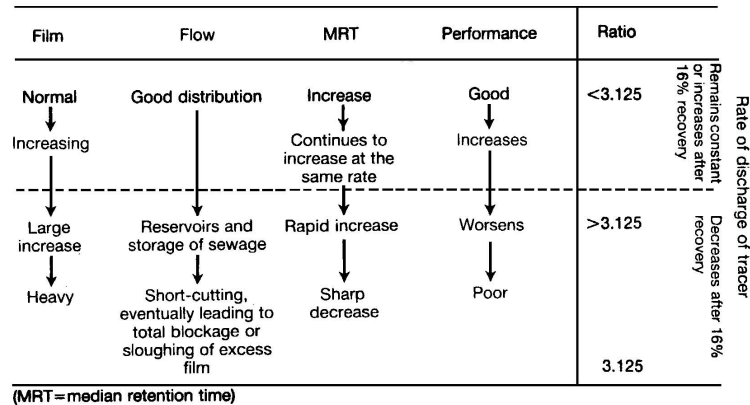 Film Flow MRT Performance Ratio
Normal Good distribution Increase Good <3.125
Increasing Continues to increase at the same rate Increases
Remains constant
or increases after
16% recovery
Large increase Reservoirs and storage of sewage Rapid increase Worsens >3.125
Heavy Short-cutting, eventually leading to total blockage or sloughing of excess film Sharp decrease Poor
3.125
Decreases after 16%
recovery
Rate of discharge of tracer
(MRT=median retention time)